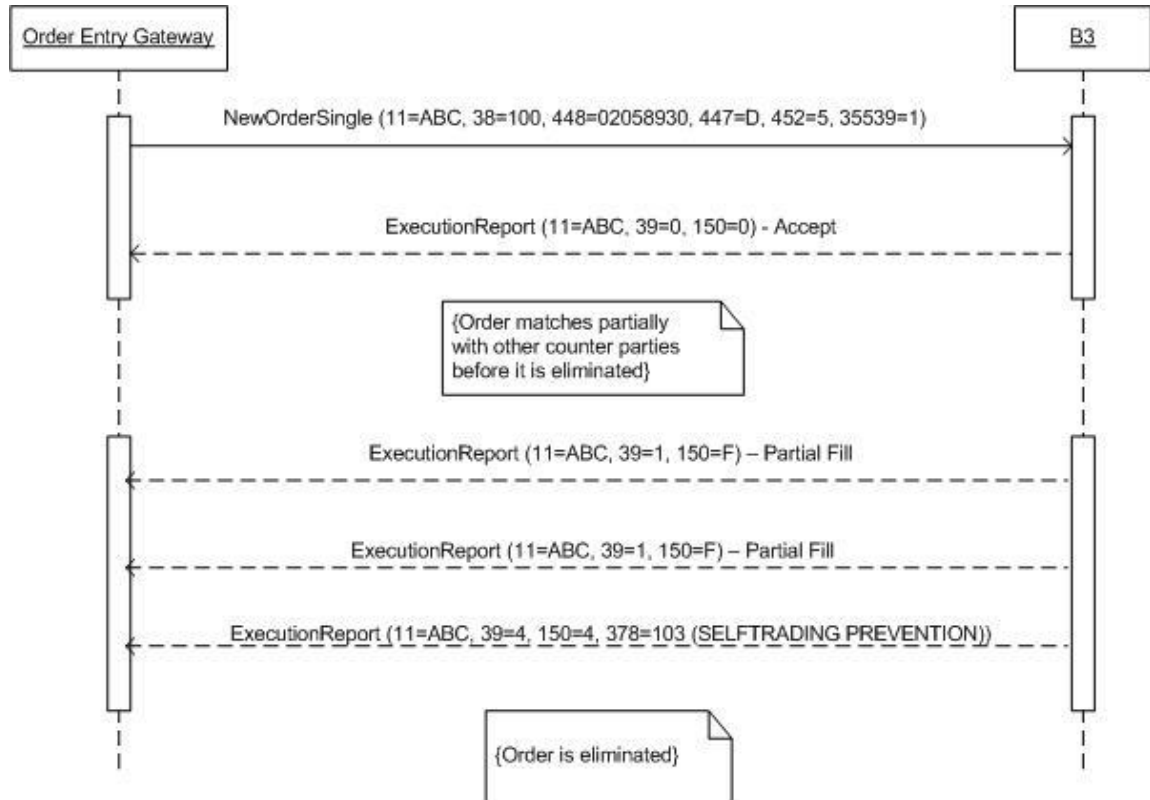 Order Entry Gateway
B3
NewOrderSingle (11=ABC, 38=100, 448=02058930, 447=D, 452=5, 35539=1)
ExecutionReport (11=ABC, 39=0, 150=0) - Accept
{Order matches partially
with other counter parties
before it is eliminated}
ExecutionReport (11=ABC, 39=1, 150=F) – Partial Fill
ExecutionReport (11=ABC, 39=1, 150=F) – Partial Fill
ExecutionReport (11=ABC, 39=4, 150=4, 378=103 (SELFTRADING PREVENTION))
{Order is eliminated}